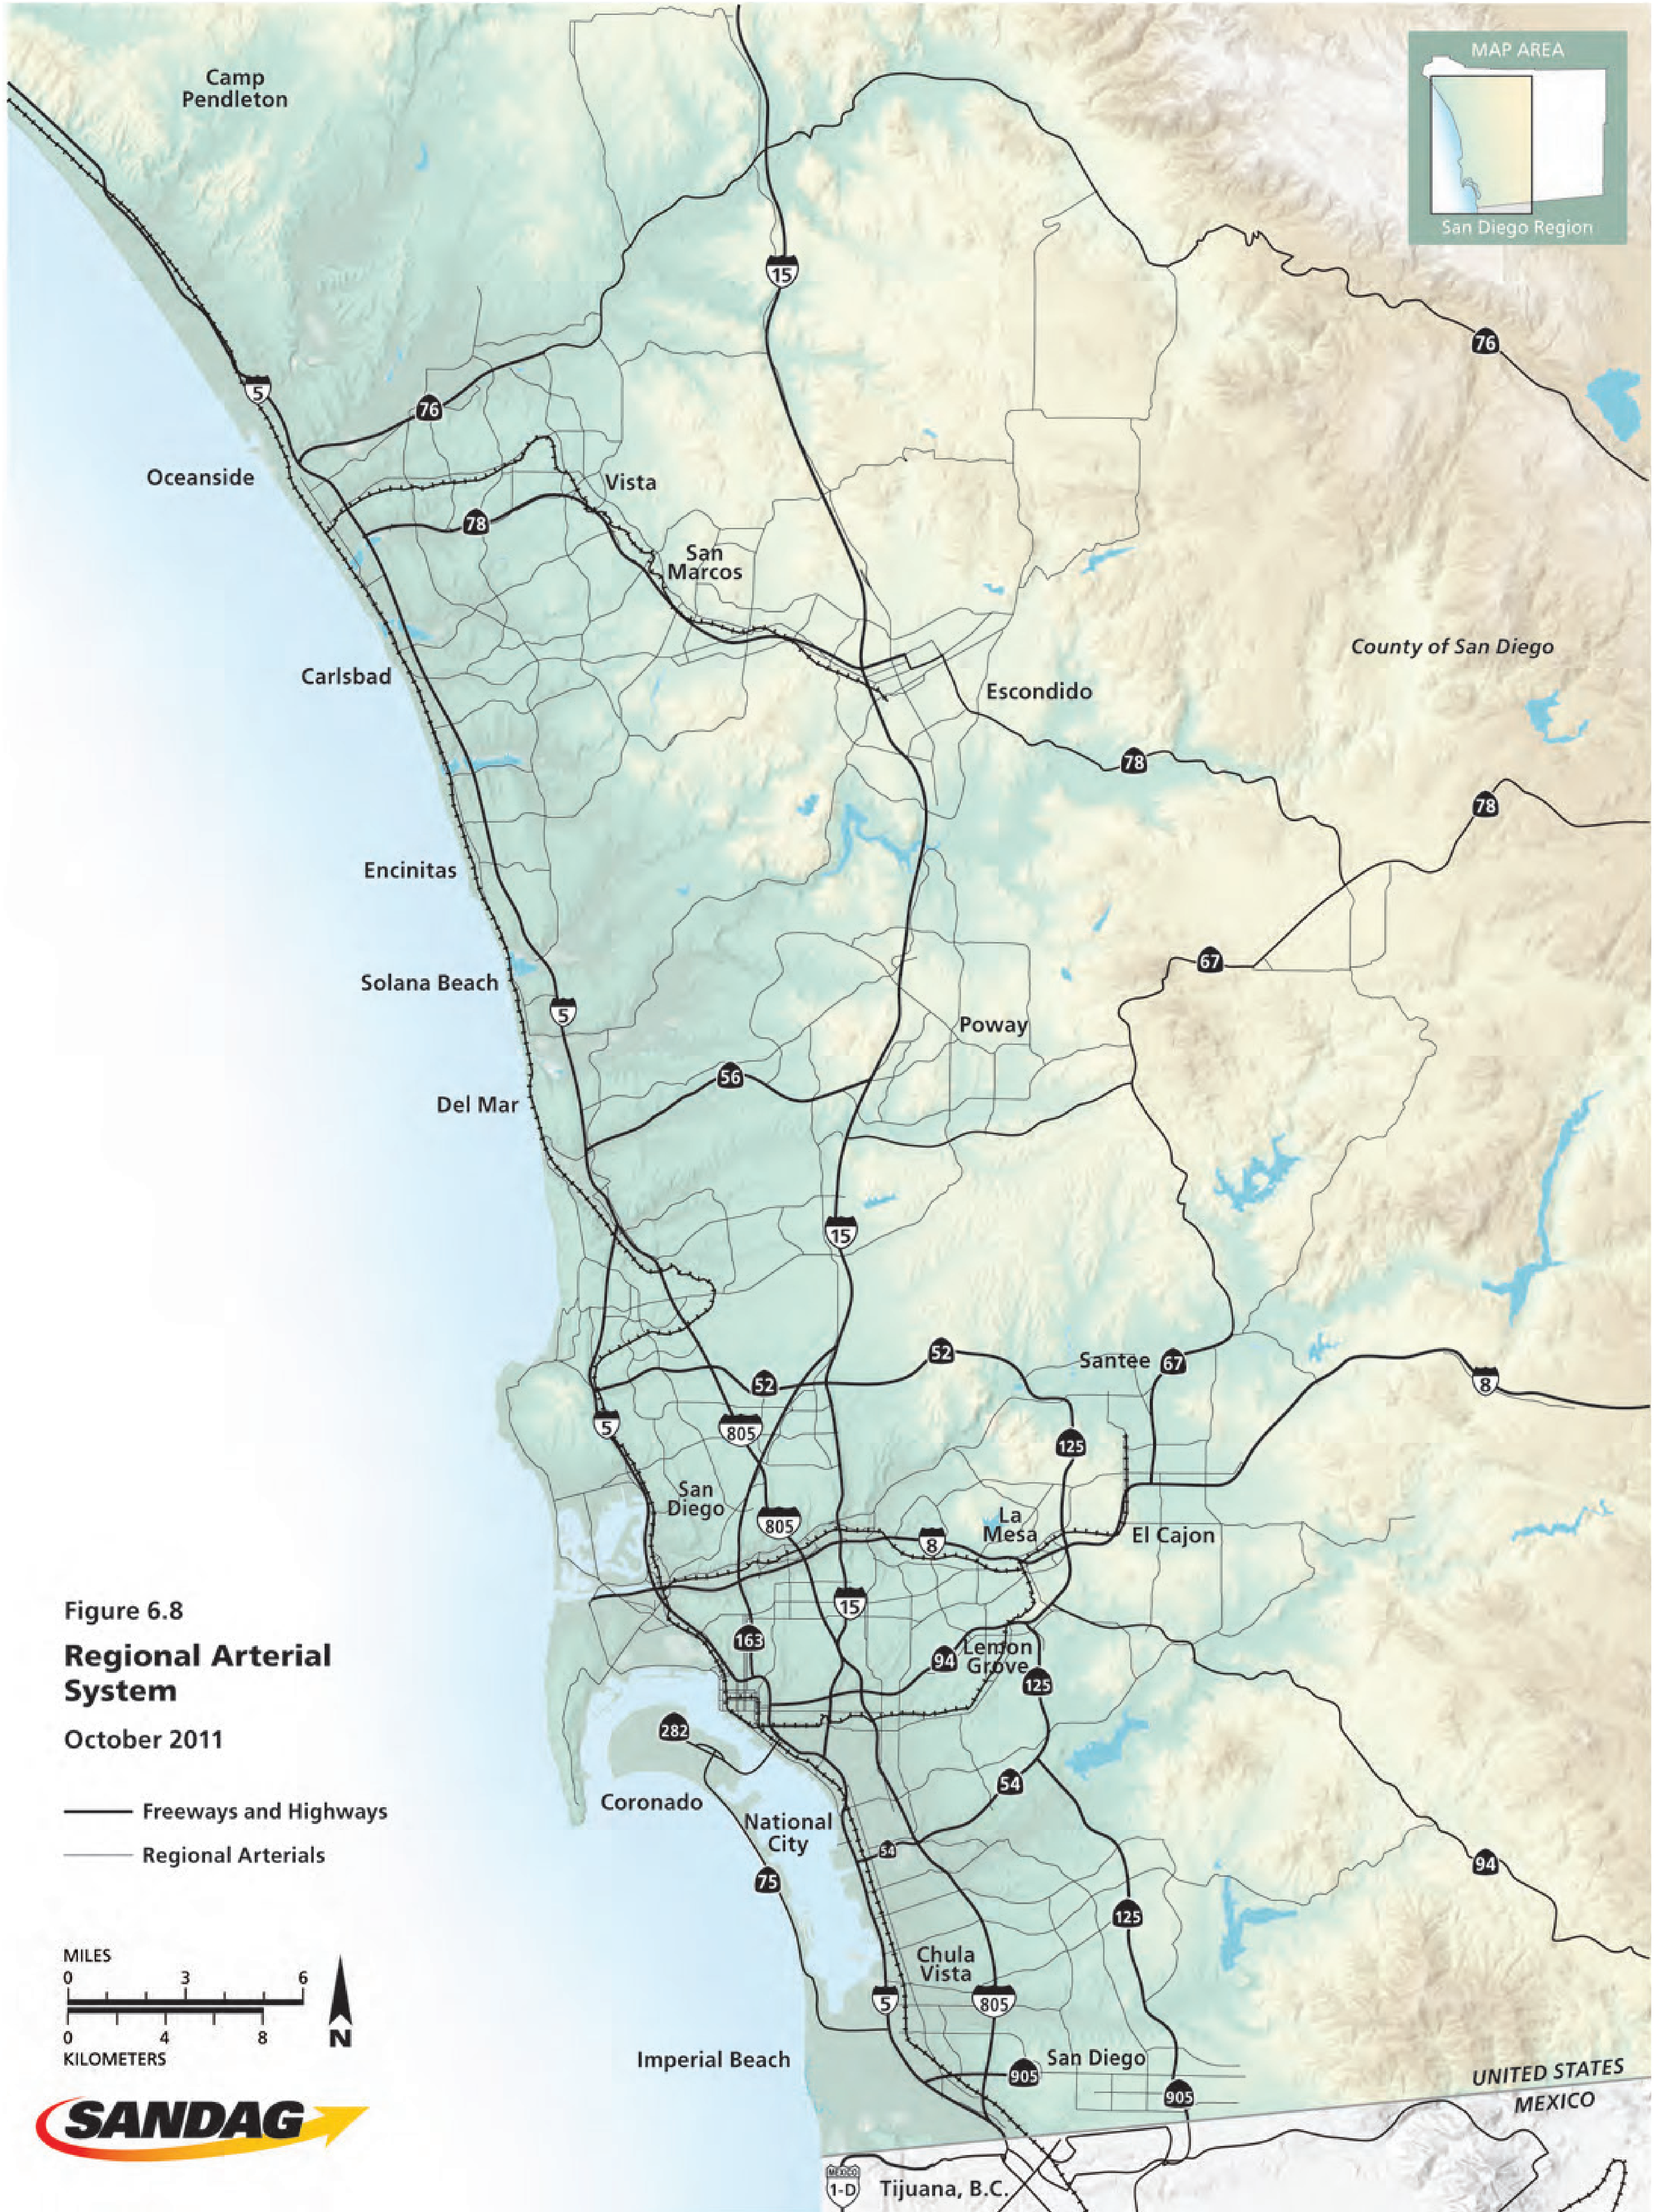 MAP AREA
San Diego Region
Camp
Pendleton
15
76
5
76
Oceanside
Vista
78
San
Marcos
County of San Diego
Carlsbad
Escondido
78
78
Encinitas
67
Solana Beach
5
Poway
56
Del Mar
15
52
Santee
67
52
8
5
805
125
San
Diego
805
La
Mesa
8
El Cajon
15
163
94
Lemon
Grove
125
282
54
Coronado
National
City
54
75
94
125
Chula
Vista
5
805
Imperial Beach
905
San Diego
905
UNITED STATES
MEXICO
MEXICO
1-D
Tijuana, B.C.
Figure 6.8
Regional Arterial
System
October 2011
Freeways and Highways
Regional Arterials
MILES
0 3 6
0 4 8
KILOMETERS
N
SANDAG